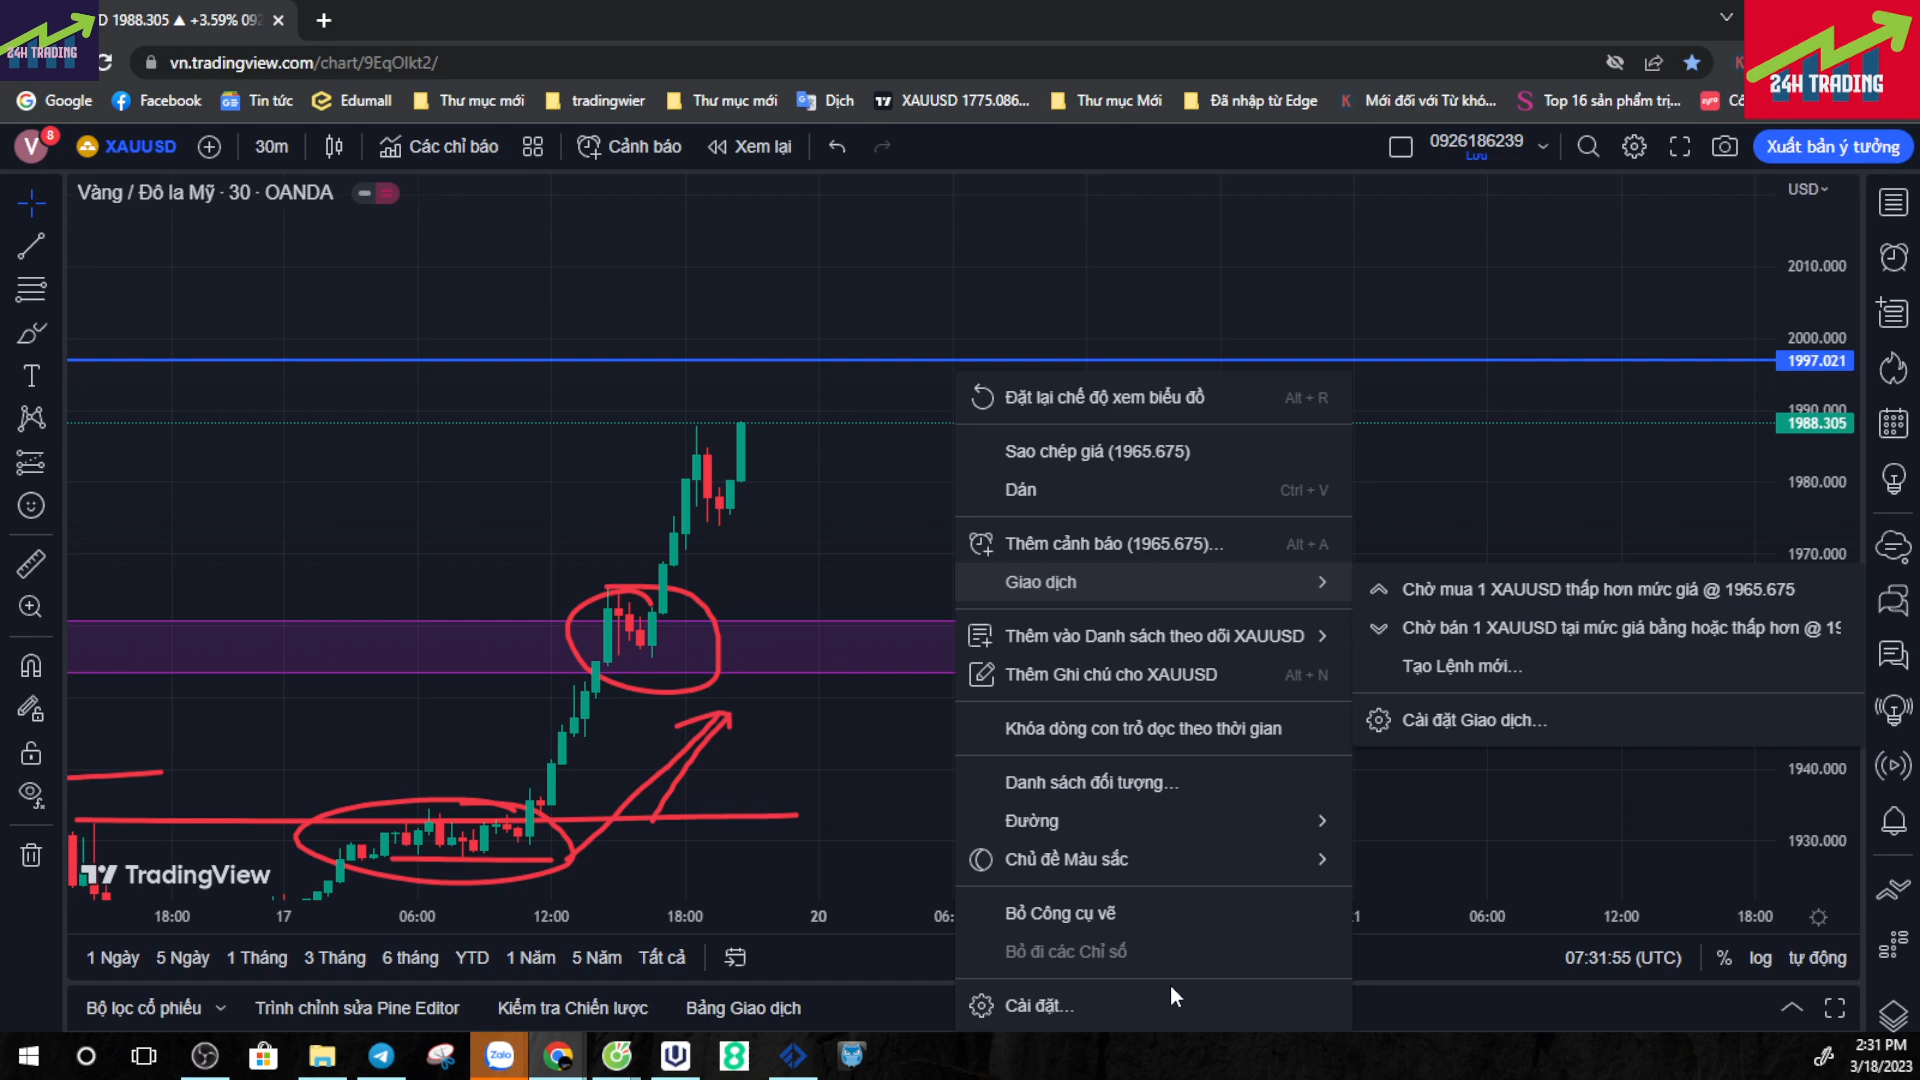 D 1988.305 ▲ +3.59% 092
24H TRADING
24H TRADING
vn.tradingview.com/chart/9EqOlkt2/
Google
Facebook
Tin tức
Edumall
Thư mục mới
tradingwier
Thư mục mới
Dịch
XAUUSD 1775.086...
Thư mục Mới
Đã nhập từ Edge
Mới đối với Từ khó...
Top 16 sản phẩm trị...
V 8
XAUUSD
30m
Các chỉ báo
Cảnh báo
Xem lại
0926186239
Lưu
Xuất bản ý tưởng
Vàng / Đô la Mỹ · 30 · OANDA
USD
2010.000
2000.000
1997.021
1990.000
1988.305
1980.000
1970.000
1940.000
1930.000
Đặt lại chế độ xem biểu đồ Alt + R
Sao chép giá (1965.675)
Dán Ctrl + V
Thêm cảnh báo (1965.675)... Alt + A
Giao dịch
Thêm vào Danh sách theo dõi XAUUSD
Thêm Ghi chú cho XAUUSD Alt + N
Khóa dòng con trỏ dọc theo thời gian
Danh sách đối tượng...
Đường
Chủ đề Màu sắc
Bỏ Công cụ vẽ
Bỏ đi các Chỉ số
Cài đặt...
Chờ mua 1 XAUUSD thấp hơn mức giá @ 1965.675
Chờ bán 1 XAUUSD tại mức giá bằng hoặc thấp hơn @ 19
Tạo Lệnh mới...
Cài đặt Giao dịch...
TradingView
18:00 17 06:00 12:00 18:00 20 06: 1 06:00 12:00 18:00
1 Ngày 5 Ngày 1 Tháng 3 Tháng 6 tháng YTD 1 Năm 5 Năm Tất cả
07:31:55 (UTC) % log tự động
Bộ lọc cổ phiếu Trình chỉnh sửa Pine Editor Kiểm tra Chiến lược Bảng Giao dịch
Zalo
2:31 PM
3/18/2023